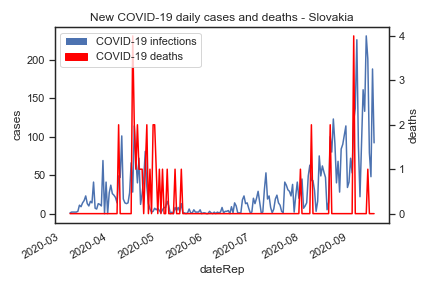 New COVID-19 daily cases and deaths - Slovakia
COVID-19 infections
COVID-19 deaths
cases
200
150
100
50
0
deaths
4
3
2
1
0
2020-03
2020-04
2020-05
2020-06
2020-07
2020-08
2020-09
dateRep